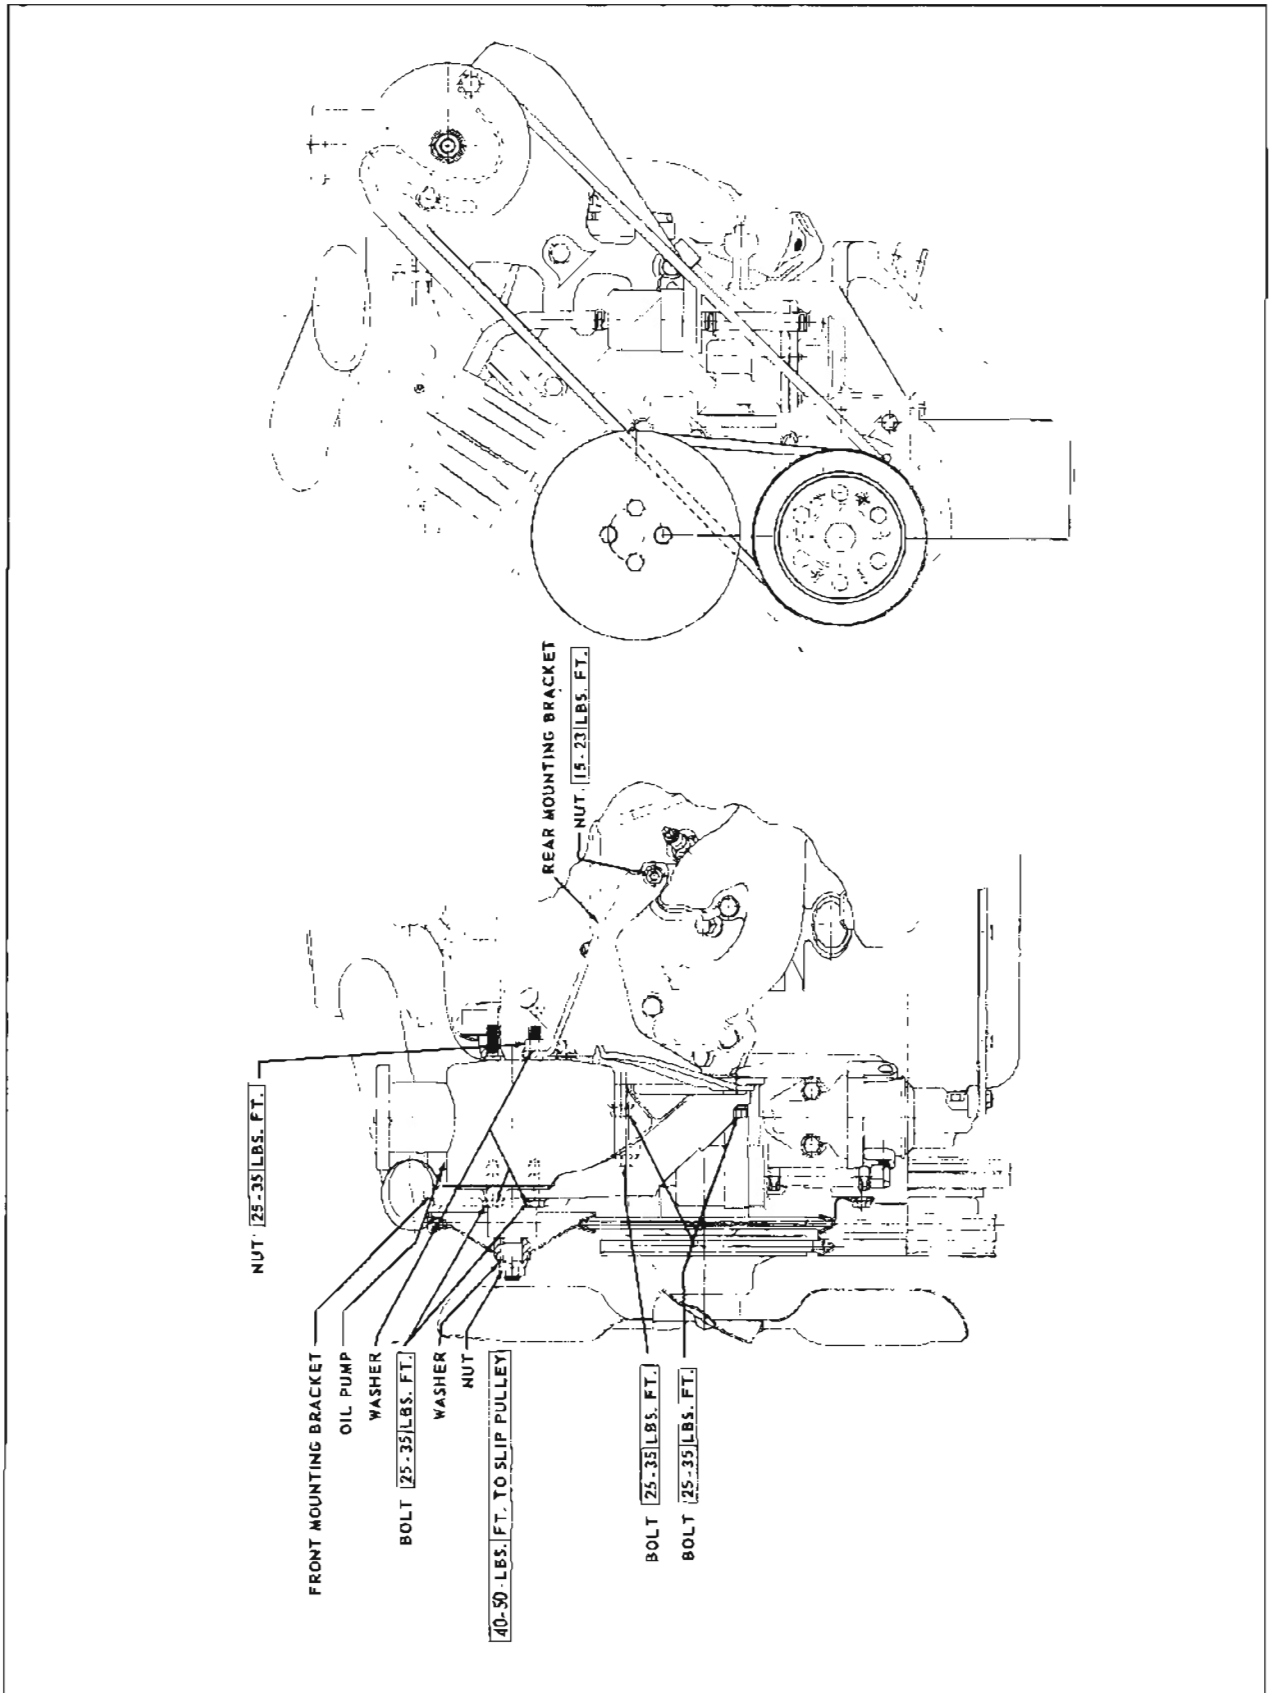 NUT. 25-35 LBS. FT.
FRONT MOUNTING BRACKET
OIL PUMP
WASHER
BOLT 25-35 LBS. FT.
WASHER
NUT
40-50-LBS. FT. TO SLIP PULLEY
BOLT 25-35 LBS. FT.
BOLT 25-35 LBS. FT.
REAR MOUNTING BRACKET
NUT. 15-23 LBS. FT.